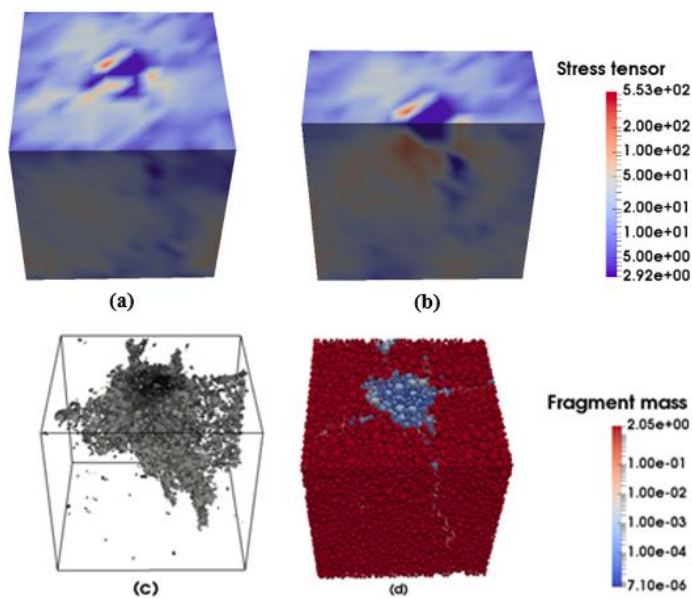 Stress tensor
5.53e+02
2.00e+02
1.00e+02
5.00e+01
2.00e+01
1.00e+01
5.00e+00
2.92e+00
(a)
(b)
Fragment mass
2.05e+00
1.00e-01
1.00e-02
1.00e-03
1.00e-04
7.10e-06
(c)
(d)